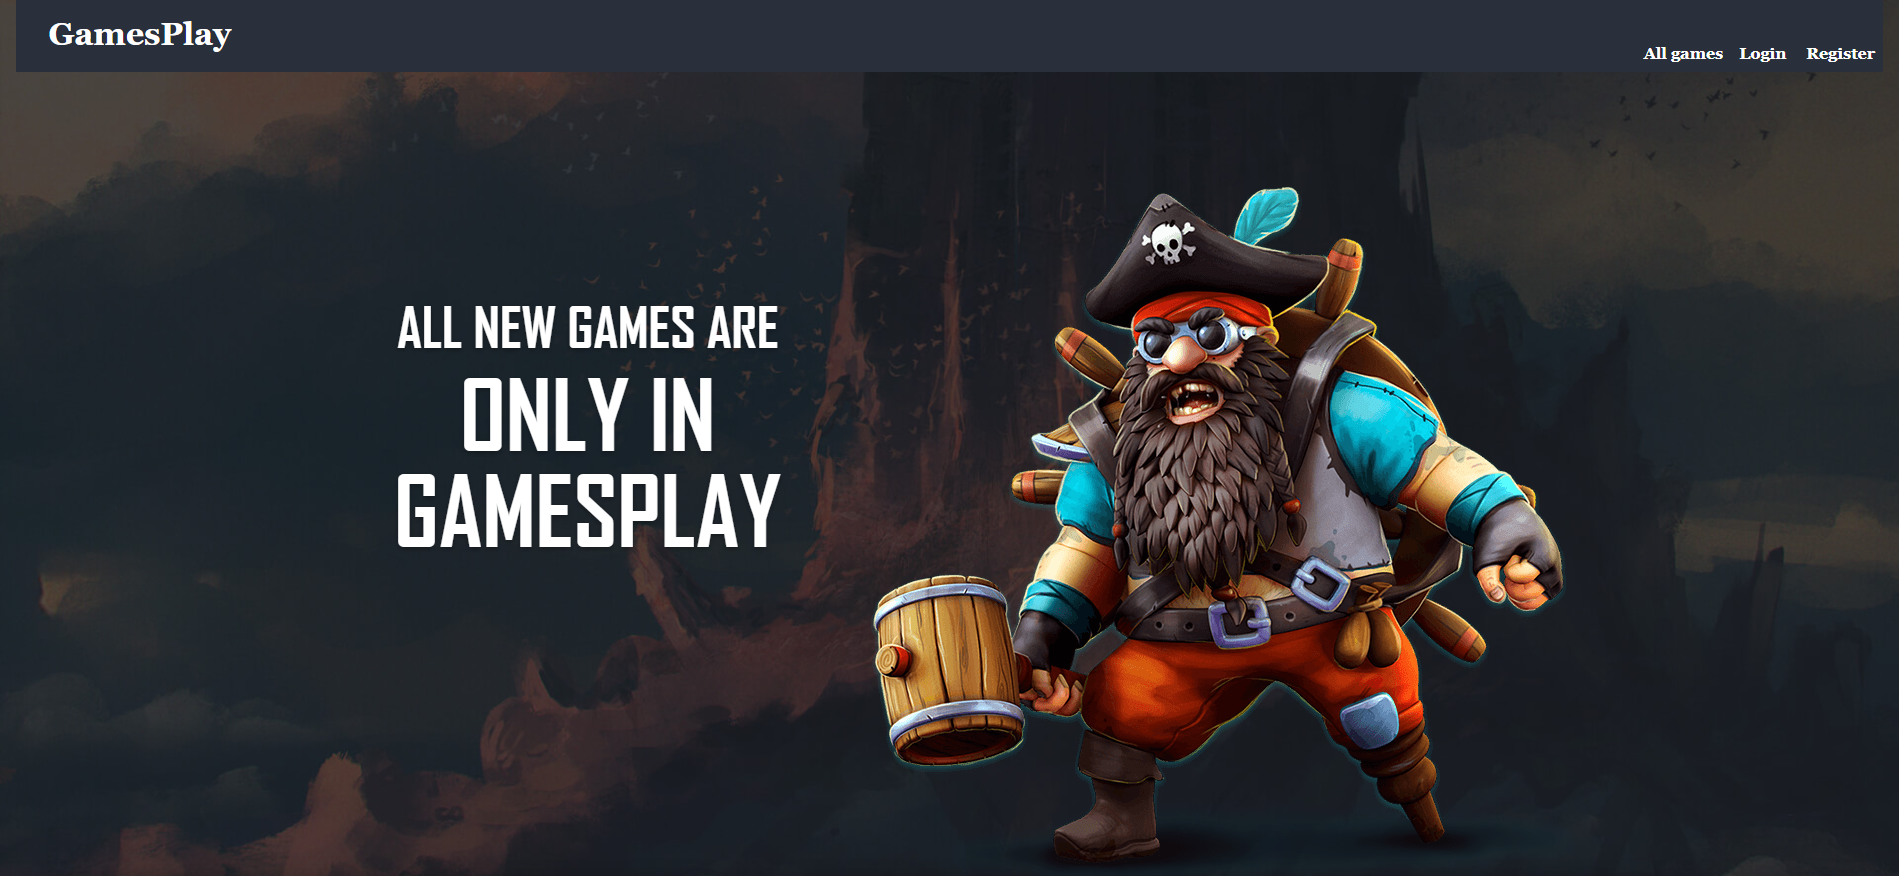 GamesPlay
All games Login Register
ALL NEW GAMES ARE
ONLY IN
GAMESPLAY